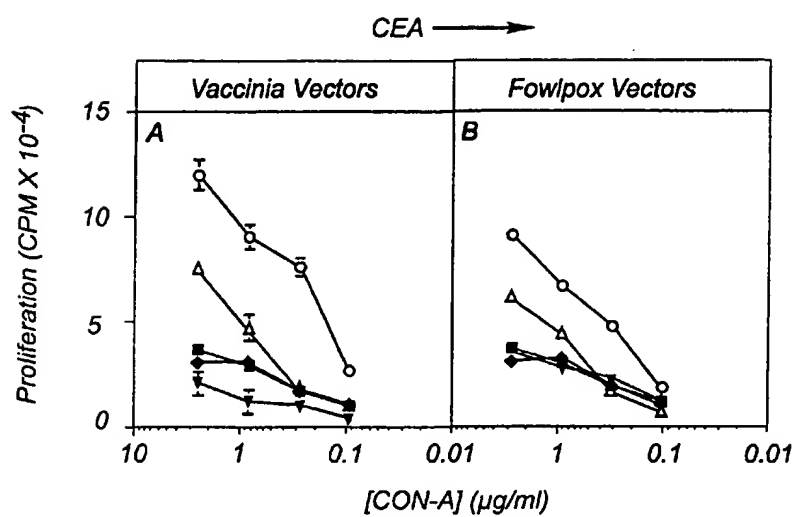 CEA
Vaccinia Vectors
Fowlpox Vectors
A
B
Proliferation (CPM X 10⁻⁴)
15
10
5
0
10
1
0.1
0.01
1
0.1
0.01
[CON-A] (µg/ml)